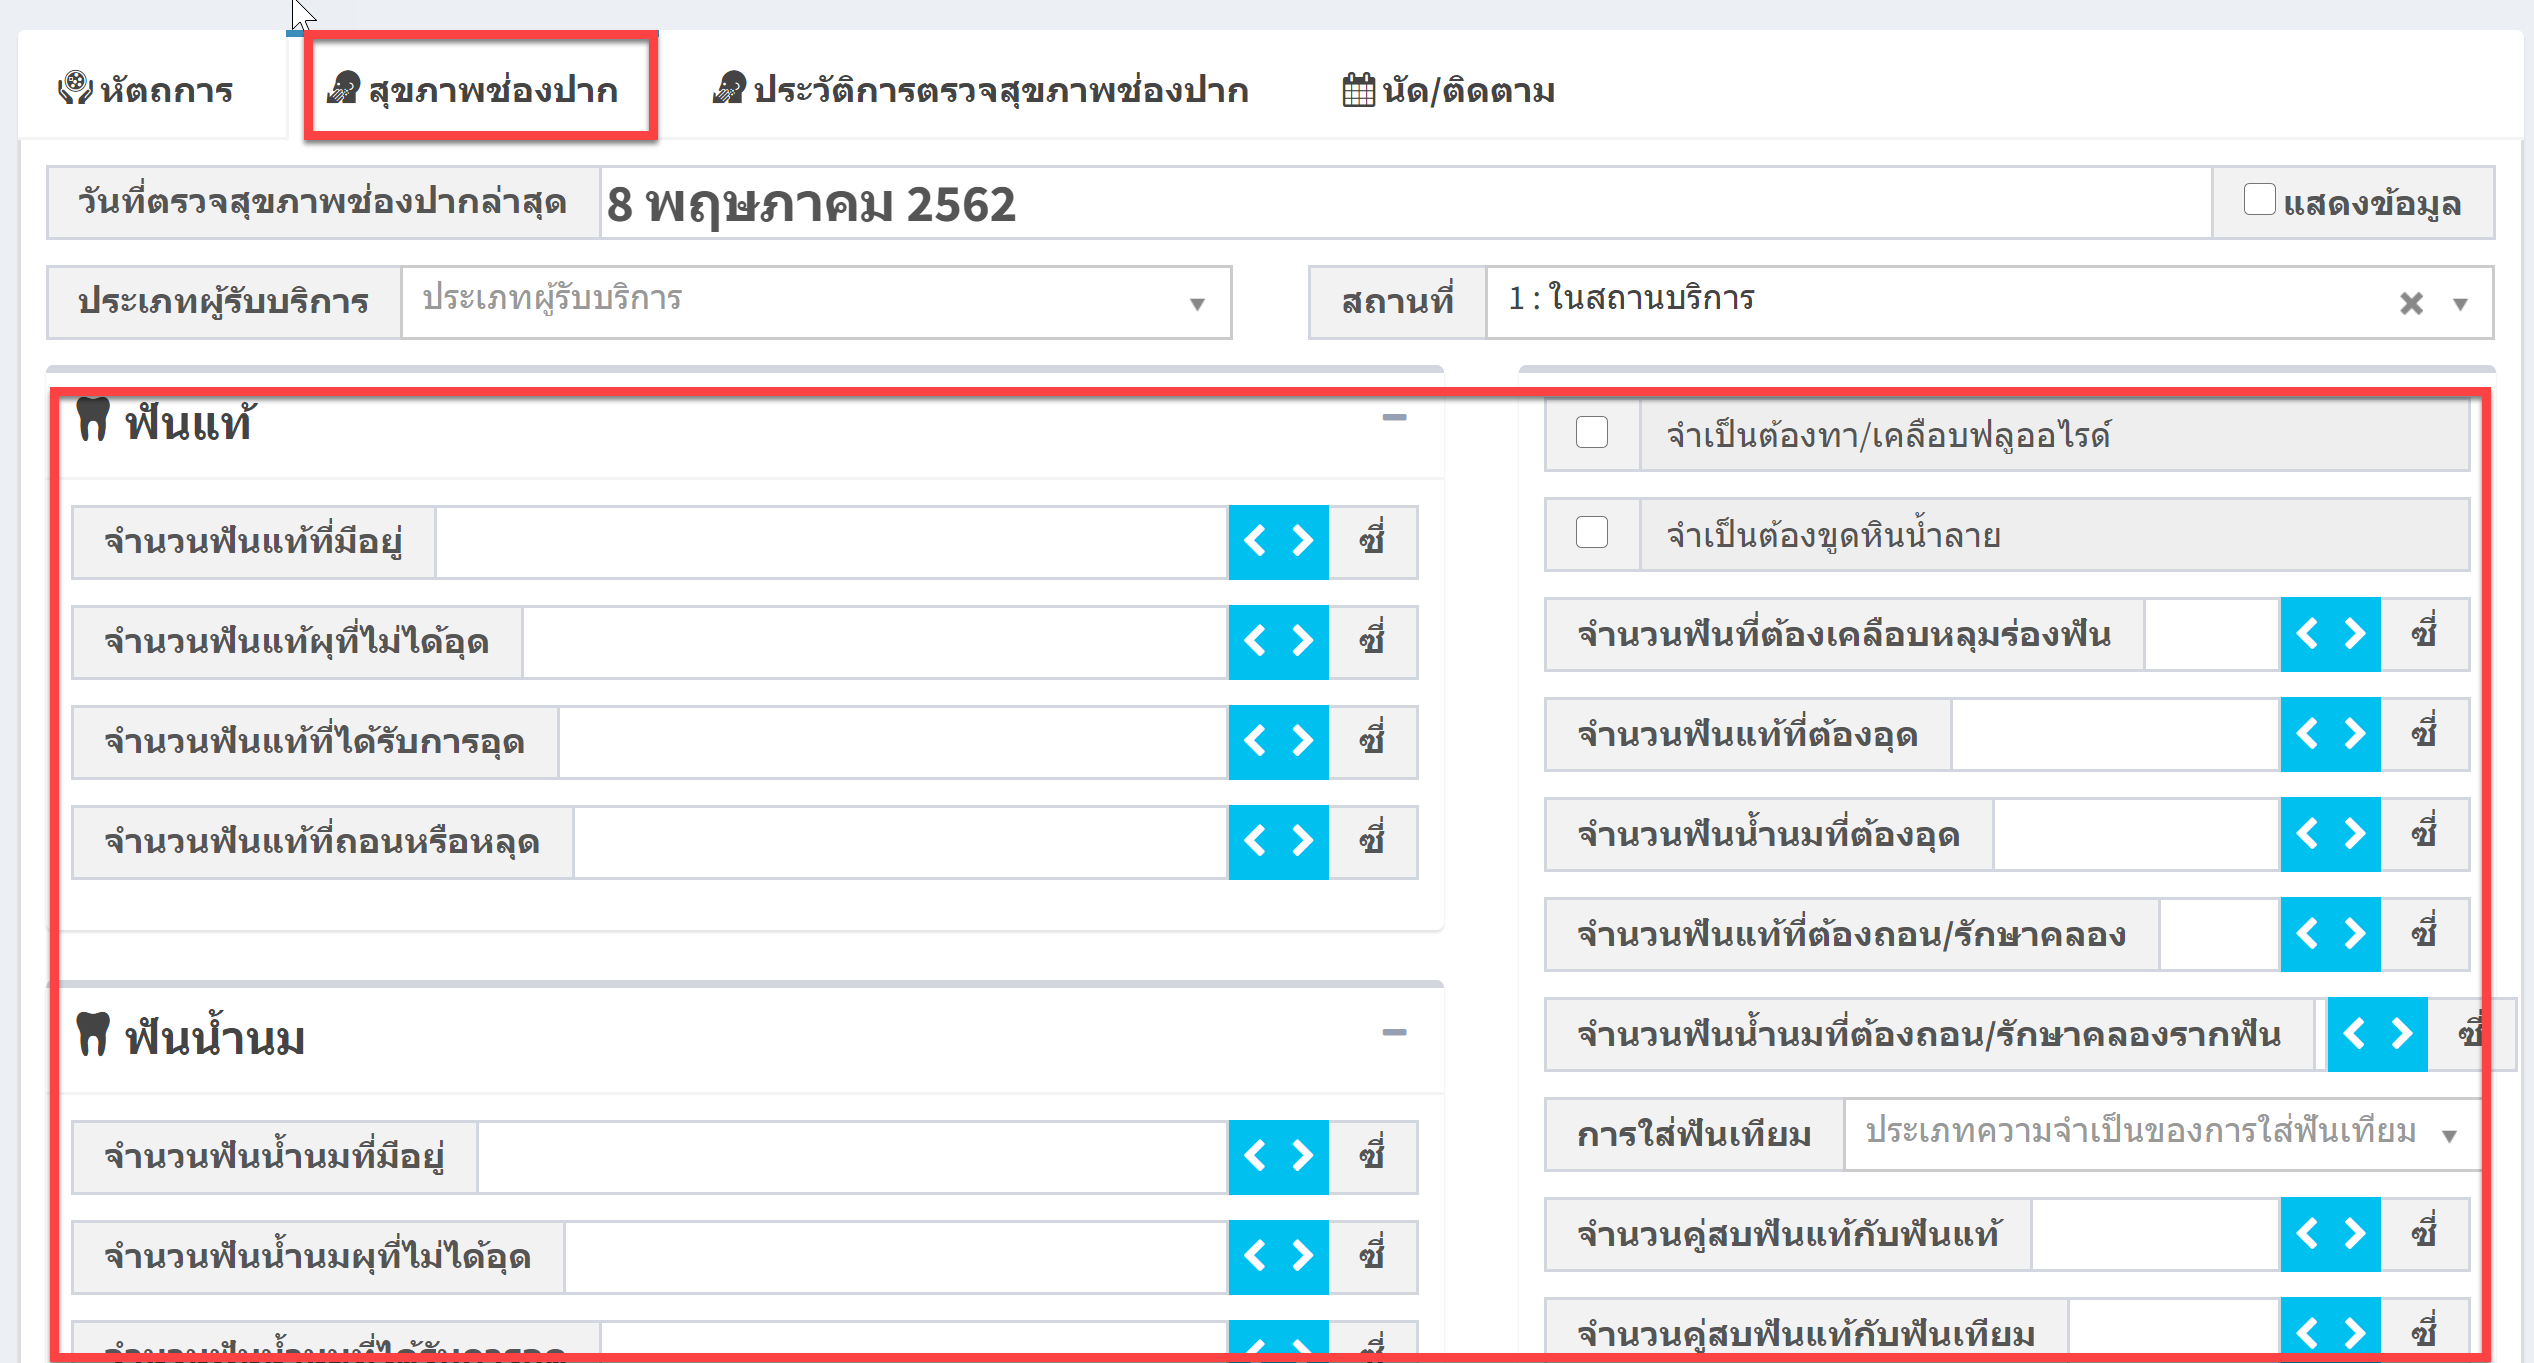 หัตถการ
สุขภาพช่องปาก
ประวัติการตรวจสุขภาพช่องปาก
นัด/ติดตาม
วันที่ตรวจสุขภาพช่องปากล่าสุด 8 พฤษภาคม 2562 แสดงข้อมูล
ประเภทผู้รับบริการ ประเภทผู้รับบริการ
สถานที่ 1 : ในสถานบริการ
ฟันแท้
จำนวนฟันแท้ที่มีอยู่ ซี่
จำนวนฟันแท้ผุที่ไม่ได้อุด ซี่
จำนวนฟันแท้ที่ได้รับการอุด ซี่
จำนวนฟันแท้ที่ถอนหรือหลุด ซี่
ฟันน้ำนม
จำนวนฟันน้ำนมที่มีอยู่ ซี่
จำนวนฟันน้ำนมผุที่ไม่ได้อุด ซี่
จำนวนฟันน้ำนมที่ได้รับการอุด ซี่
จำเป็นต้องทา/เคลือบฟลูออไรด์
จำเป็นต้องขูดหินน้ำลาย
จำนวนฟันที่ต้องเคลือบหลุมร่องฟัน ซี่
จำนวนฟันแท้ที่ต้องอุด ซี่
จำนวนฟันน้ำนมที่ต้องอุด ซี่
จำนวนฟันแท้ที่ต้องถอน/รักษาคลอง ซี่
จำนวนฟันน้ำนมที่ต้องถอน/รักษาคลองรากฟัน ซี่
การใส่ฟันเทียม ประเภทความจำเป็นของการใส่ฟันเทียม
จำนวนคู่สบฟันแท้กับฟันแท้ ซี่
จำนวนคู่สบฟันแท้กับฟันเทียม ซี่